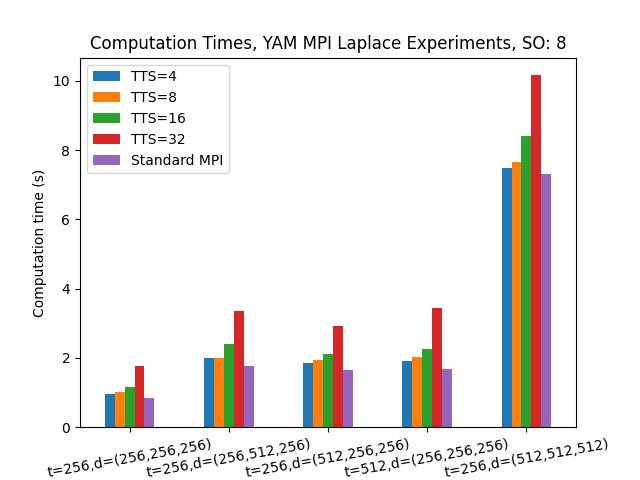 Computation Times, YAM MPI Laplace Experiments, SO: 8
TTS=4
TTS=8
TTS=16
TTS=32
Standard MPI
Computation time (s)
10
8
6
4
2
0
t=256,d=(256,256,256)
t=256,d=(256,512,256)
t=256,d=(512,256,256)
t=512,d=(256,256,256)
t=256,d=(512,512,512)